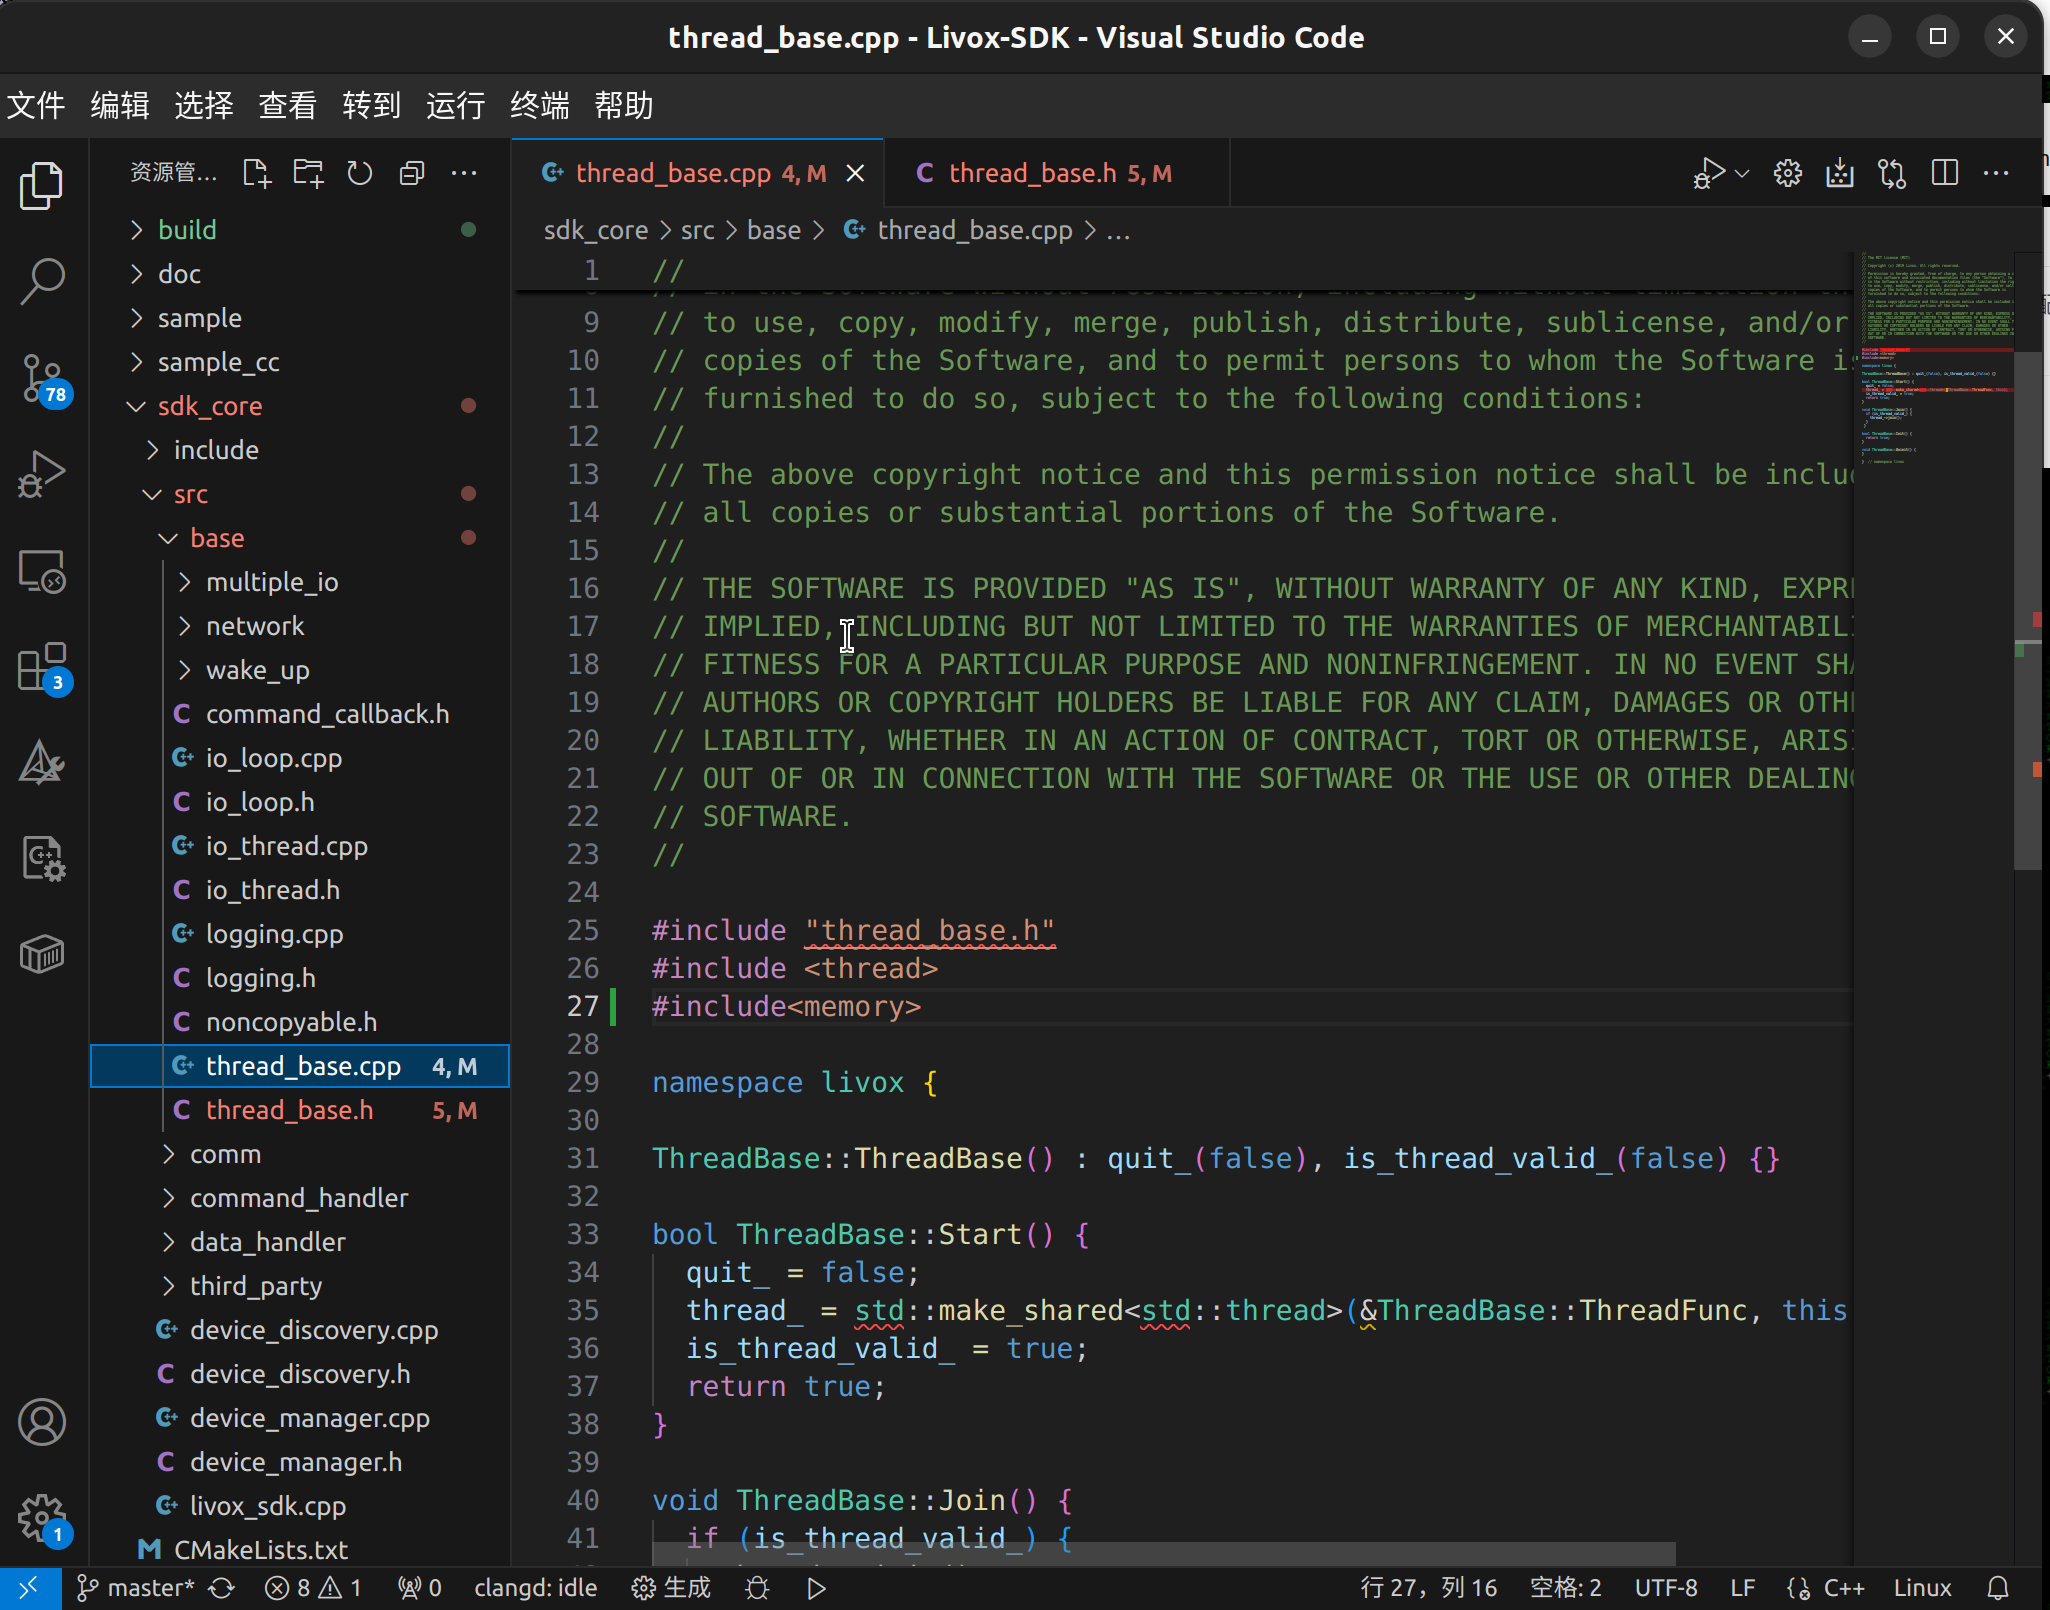 thread_base.cpp - Livox-SDK - Visual Studio Code
文件 编辑 选择 查看 转到 运行 终端 帮助
资源管...
build
doc
sample
sample_cc
sdk_core
include
src
base
multiple_io
network
wake_up
command_callback.h
io_loop.cpp
io_loop.h
io_thread.cpp
io_thread.h
logging.cpp
logging.h
noncopyable.h
thread_base.cpp 4, M
thread_base.h 5, M
comm
command_handler
data_handler
third_party
device_discovery.cpp
device_discovery.h
device_manager.cpp
device_manager.h
livox_sdk.cpp
CMakeLists.txt
78
3
1
thread_base.cpp 4, M
thread_base.h 5, M
sdk_core > src > base > thread_base.cpp > ...
1 //
9 // to use, copy, modify, merge, publish, distribute, sublicense, and/or
10 // copies of the Software, and to permit persons to whom the Software is
11 // furnished to do so, subject to the following conditions:
12 //
13 // The above copyright notice and this permission notice shall be includ
14 // all copies or substantial portions of the Software.
15 //
16 // THE SOFTWARE IS PROVIDED "AS IS", WITHOUT WARRANTY OF ANY KIND, EXPRE
17 // IMPLIED, INCLUDING BUT NOT LIMITED TO THE WARRANTIES OF MERCHANTABILI
18 // FITNESS FOR A PARTICULAR PURPOSE AND NONINFRINGEMENT. IN NO EVENT SHA
19 // AUTHORS OR COPYRIGHT HOLDERS BE LIABLE FOR ANY CLAIM, DAMAGES OR OTH
20 // LIABILITY, WHETHER IN AN ACTION OF CONTRACT, TORT OR OTHERWISE, ARISI
21 // OUT OF OR IN CONNECTION WITH THE SOFTWARE OR THE USE OR OTHER DEALING
22 // SOFTWARE.
23 //
24
25 #include "thread_base.h"
26 #include <thread>
27 #include<memory>
28
29 namespace livox {
30
31 ThreadBase::ThreadBase() : quit_(false), is_thread_valid_(false) {}
32
33 bool ThreadBase::Start() {
34 quit_ = false;
35 thread_ = std::make_shared<std::thread>(&ThreadBase::ThreadFunc, this
36 is_thread_valid_ = true;
37 return true;
38 }
39
40 void ThreadBase::Join() {
41 if (is_thread_valid_) {
master* 8 1 0 clangd: idle 生成 行 27，列 16 空格: 2 UTF-8 LF C++ Linux